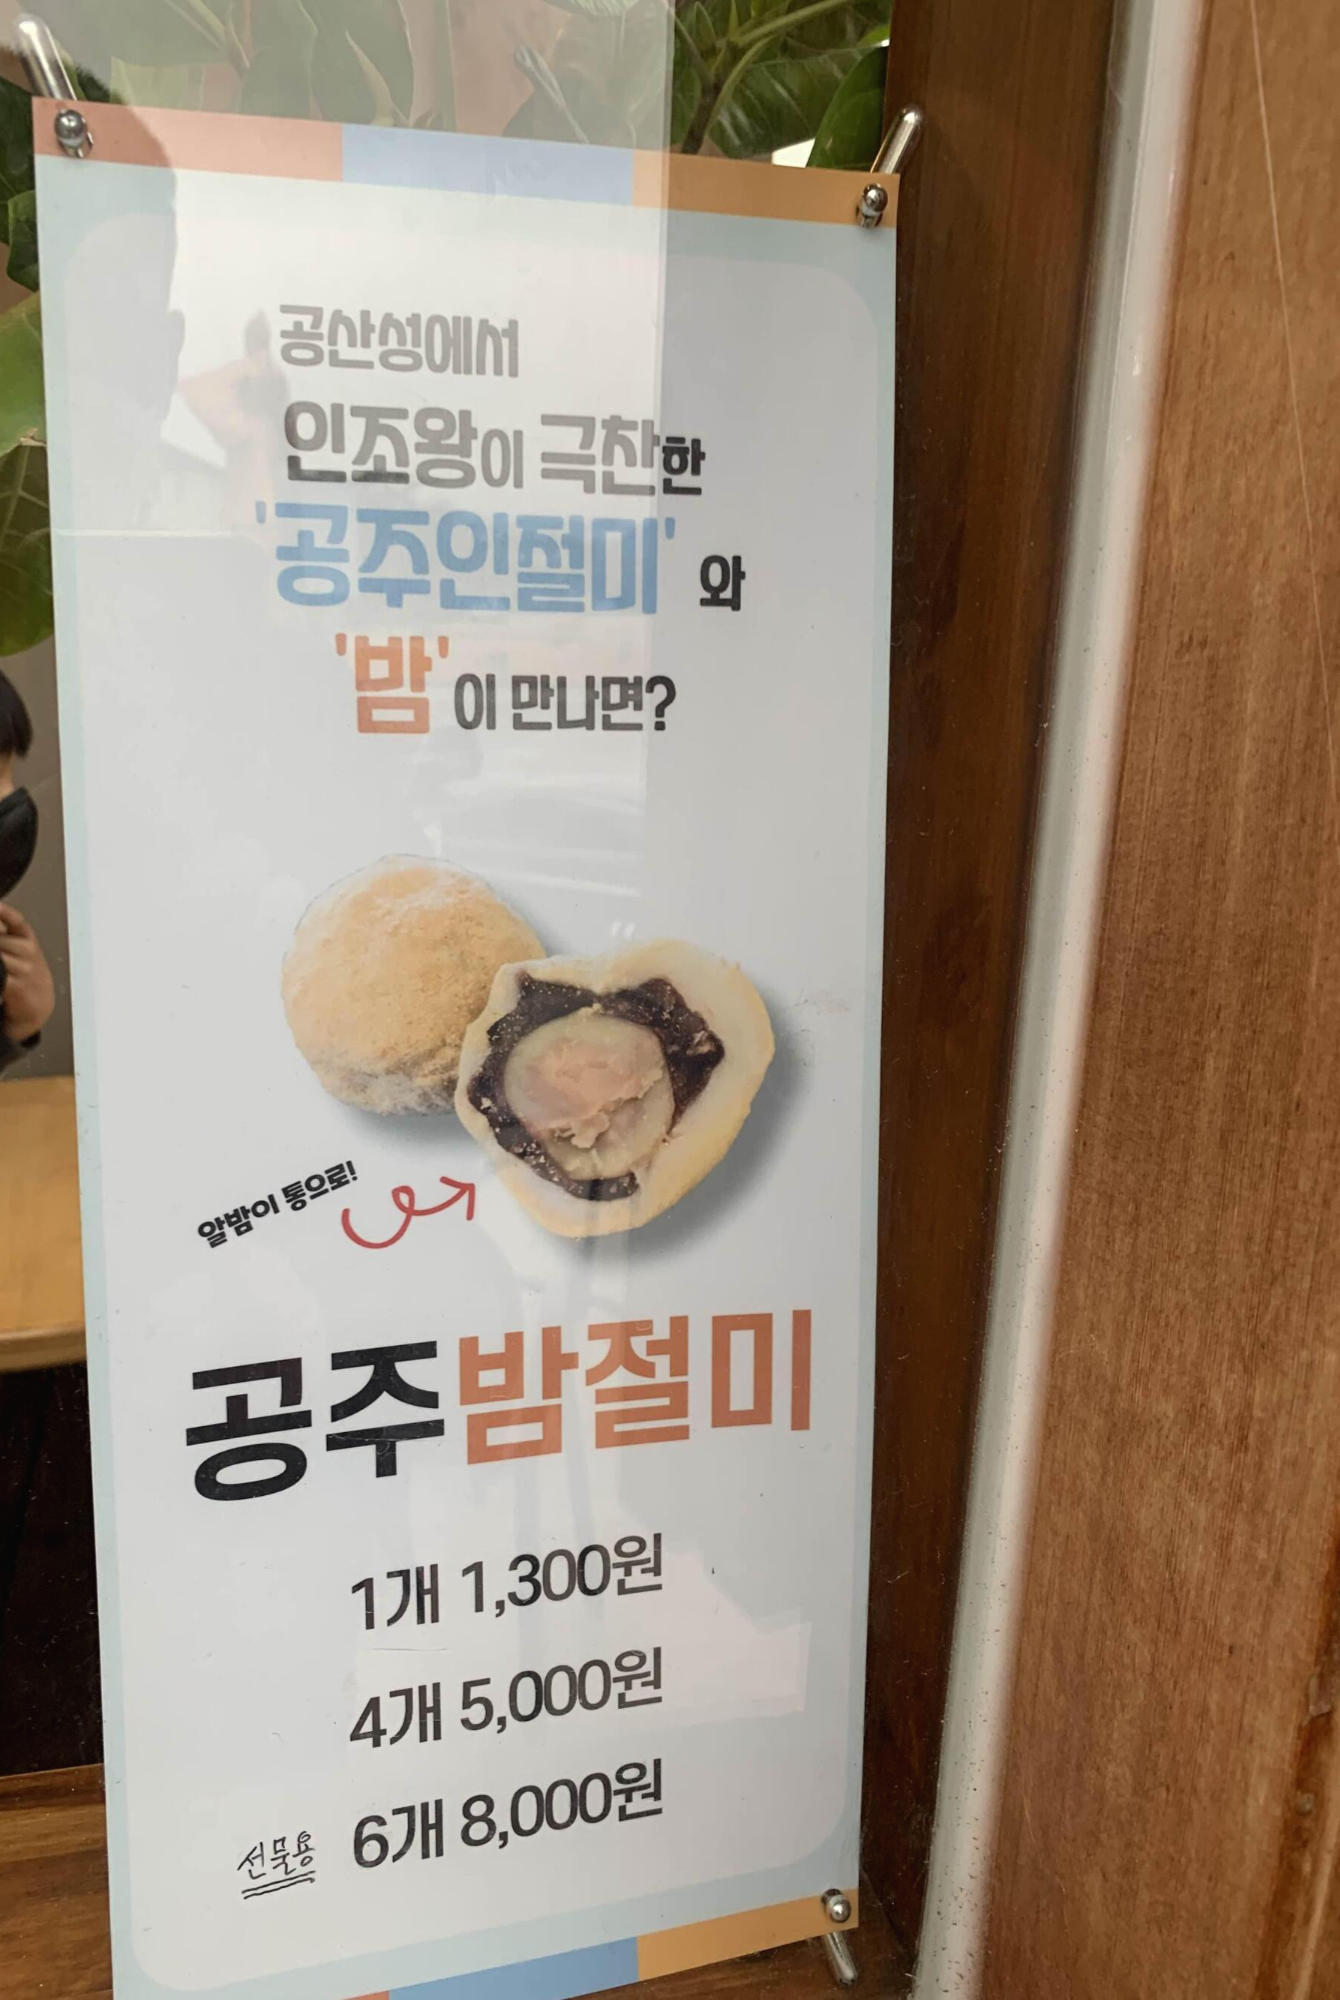 공산성에서
인조왕이 극찬한
'공주인절미' 와
'밤' 이 만나면?
알밤이 통으로!
공주밤절미
1개 1,300원
4개 5,000원
선물용 6개 8,000원